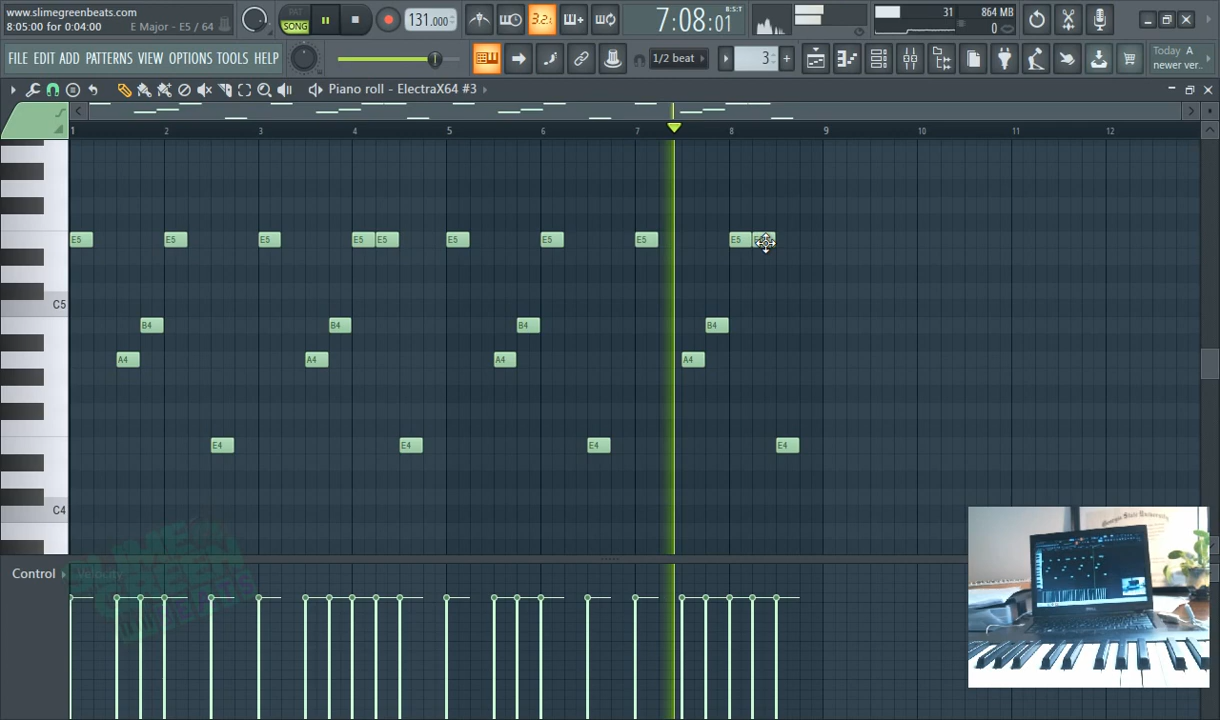 www.slimegreenbeats.com
8:05:00 for 0:04:00 E Major - E5 / 64
PAT
SONG
131.000
3.2.
7:08:01
B:S:T
31
864 MB
0
FILE EDIT ADD PATTERNS VIEW OPTIONS TOOLS HELP
1/2 beat
3
Today A
newer ver..
Piano roll - ElectraX64 #3
1 2 3 4 5 6 7 8 9 10 11 12
E5 E5 E5 E5 E5 E5 E5 E5 E5
C5
B4 B4 B4 B4
A4 A4 A4 A4
E4 E4 E4 E4
C4
Control Velocity